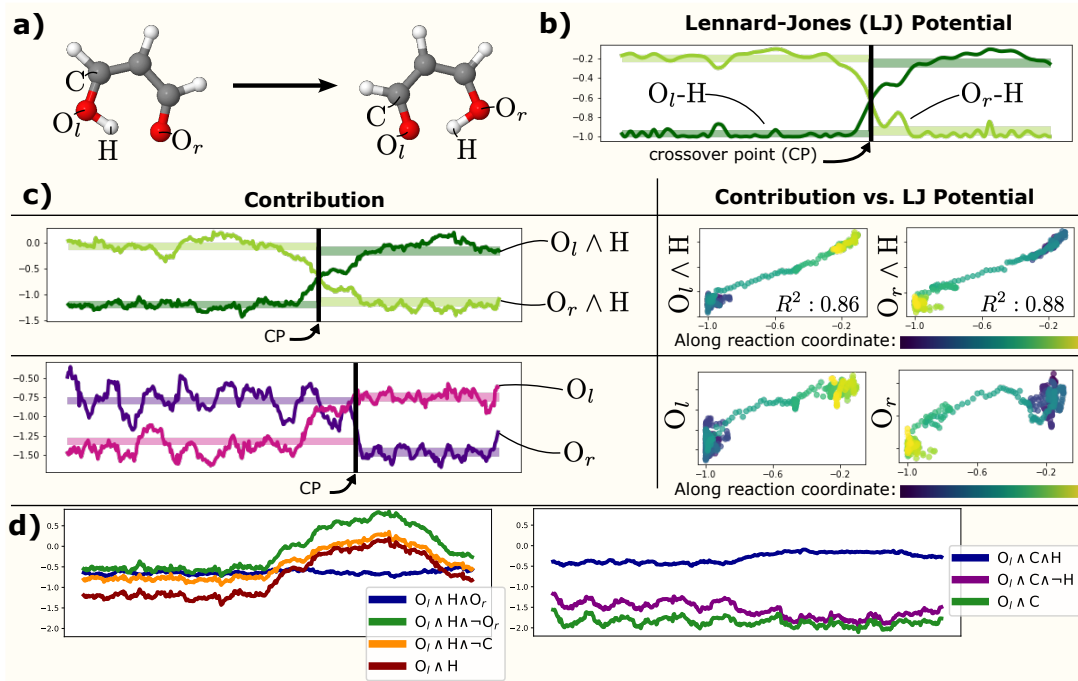 a)
C
O_l
H
O_r
C
O_l
H
O_r
b)
Lennard-Jones (LJ) Potential
−0.2
−0.4
−0.6
−0.8
−1.0
O_l-H
O_r-H
crossover point (CP)
c)
Contribution
0.0
−0.5
−1.0
−1.5
O_l ∧ H
O_r ∧ H
CP
−0.50
−0.75
−1.00
−1.25
−1.50
O_l
O_r
CP
Contribution vs. LJ Potential
O_l ∧ H
R² : 0.86
−1.0
−0.6
−0.2
O_r ∧ H
R² : 0.88
−1.0
−0.6
−0.2
Along reaction coordinate:
O_l
−1.0
−0.6
−0.2
O_r
−1.0
−0.6
−0.2
Along reaction coordinate:
d)
0.5
0.0
−0.5
−1.0
−1.5
−2.0
O_l ∧ H∧O_r
O_l ∧ H∧¬O_r
O_l ∧ H∧¬C
O_l ∧ H
0.5
0.0
−0.5
−1.0
−1.5
−2.0
O_l ∧ C∧H
O_l ∧ C∧¬H
O_l ∧ C